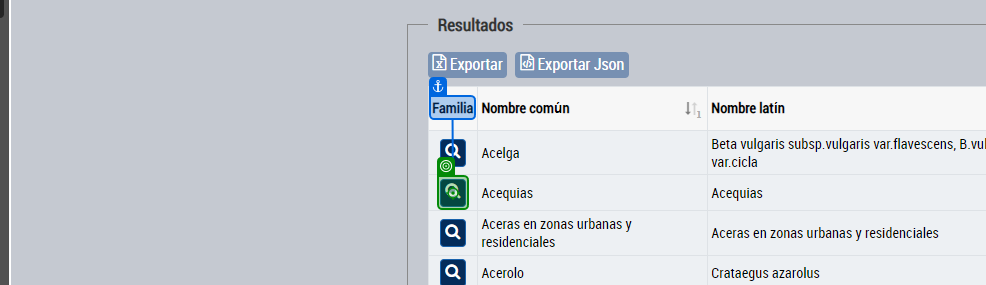 Resultados
Exportar Exportar Json
Familia Nombre común Nombre latín
Acelga Beta vulgaris subsp.vulgaris var.flavescens, B.vul
var.cicla
Acequias Acequias
Aceras en zonas urbanas y
residenciales Aceras en zonas urbanas y residenciales
Acerolo Crataegus azarolus